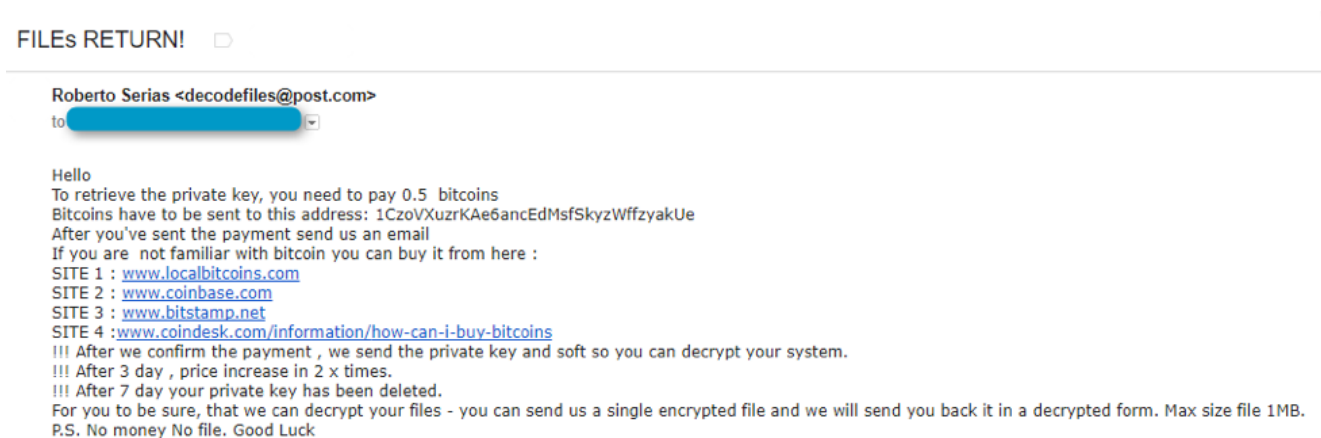 FILEs RETURN!
Roberto Serias <decodefiles@post.com>
to
Hello
To retrieve the private key, you need to pay 0.5  bitcoins
Bitcoins have to be sent to this address: 1CzoVXuzrKAe6ancEdMsfSkyzWffzyakUe
After you've sent the payment send us an email
If you are  not familiar with bitcoin you can buy it from here :
SITE 1 : www.localbitcoins.com
SITE 2 : www.coinbase.com
SITE 3 : www.bitstamp.net
SITE 4 :www.coindesk.com/information/how-can-i-buy-bitcoins
!!! After we confirm the payment , we send the private key and soft so you can decrypt your system.
!!! After 3 day , price increase in 2 x times.
!!! After 7 day your private key has been deleted.
For you to be sure, that we can decrypt your files - you can send us a single encrypted file and we will send you back it in a decrypted form. Max size file 1MB.
P.S. No money No file. Good Luck